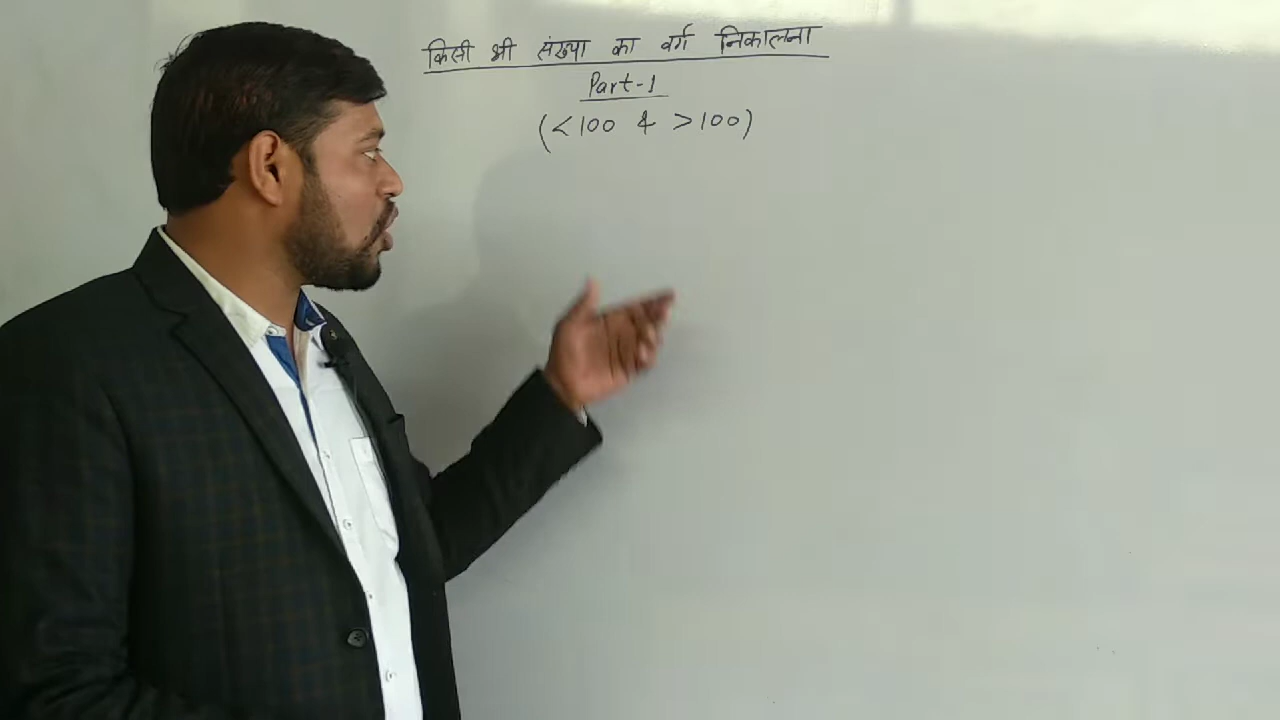 किसी भी संख्या का वर्ग निकालना
Part-1
(<100 & >100)